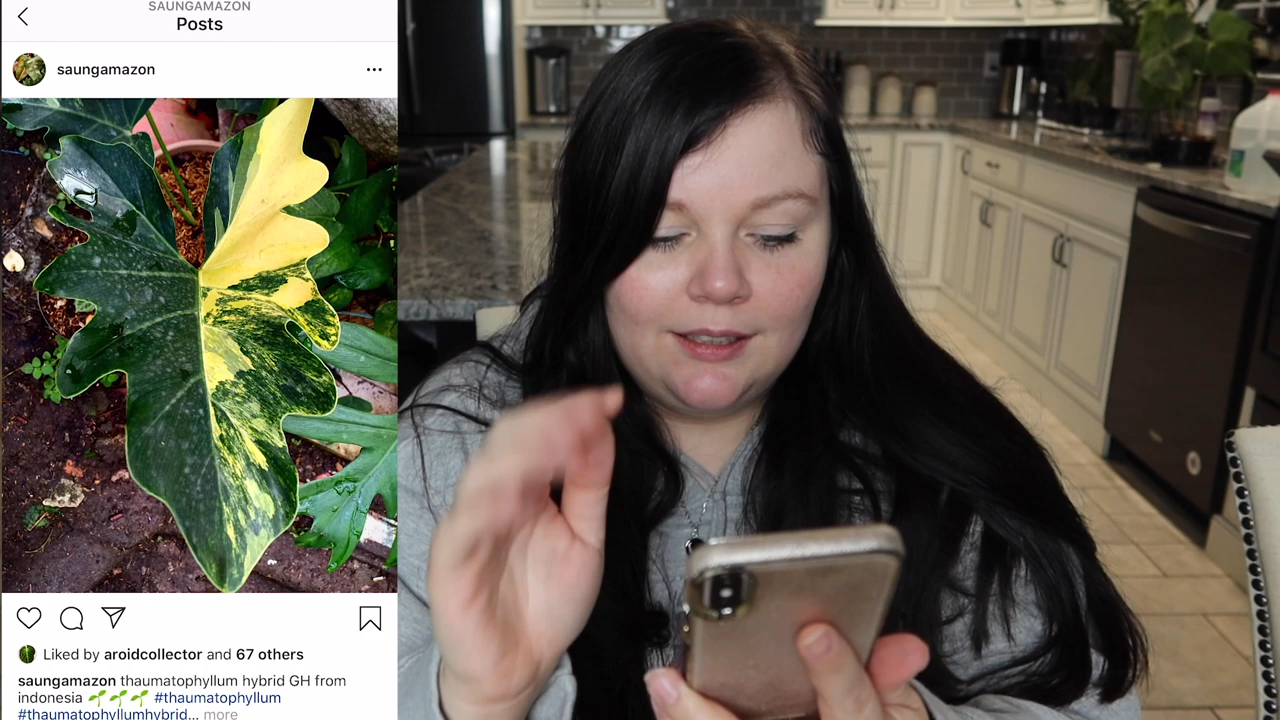 SAUNGAMAZON
Posts
saungamazon
Liked by aroidcollector and 67 others
saungamazon thaumatophyllum hybrid GH from
indonesia 🌱🌱🌱 #thaumatophyllum
#thaumatophyllumhybrid... more